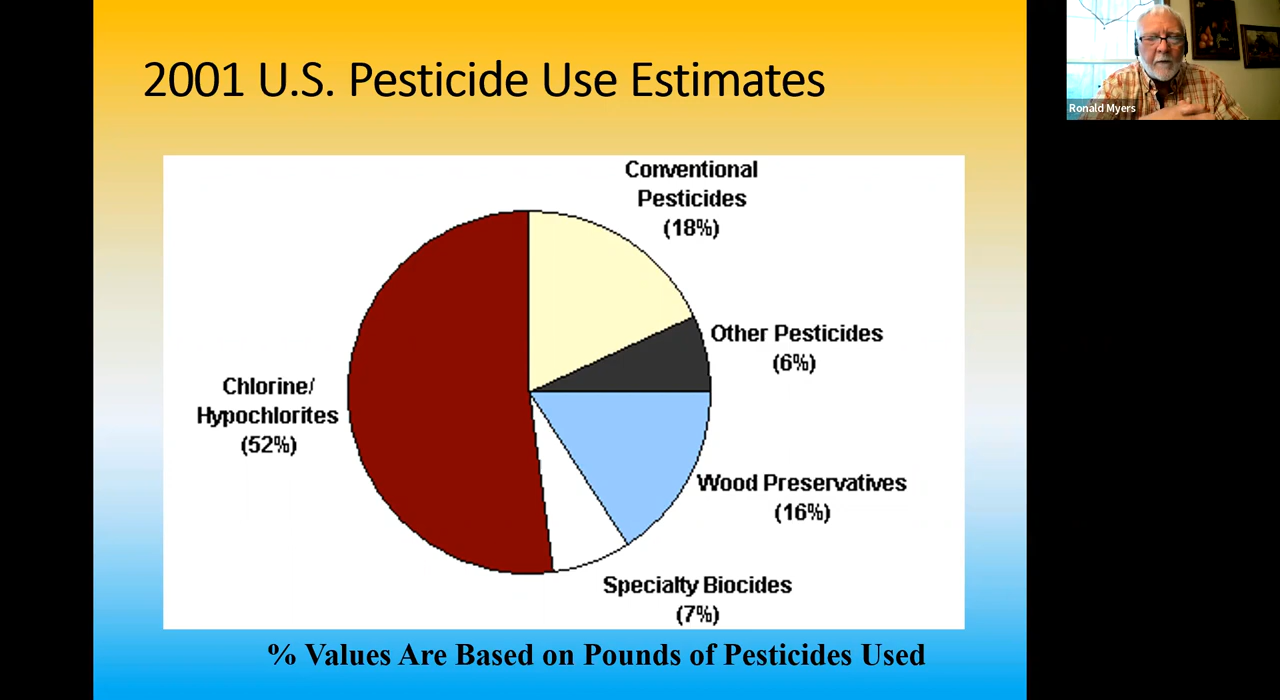 2001 U.S. Pesticide Use Estimates
Ronald Myers
Conventional
Pesticides
(18%)
Other Pesticides
(6%)
Chlorine/
Hypochlorites
(52%)
Wood Preservatives
(16%)
Specialty Biocides
(7%)
% Values Are Based on Pounds of Pesticides Used